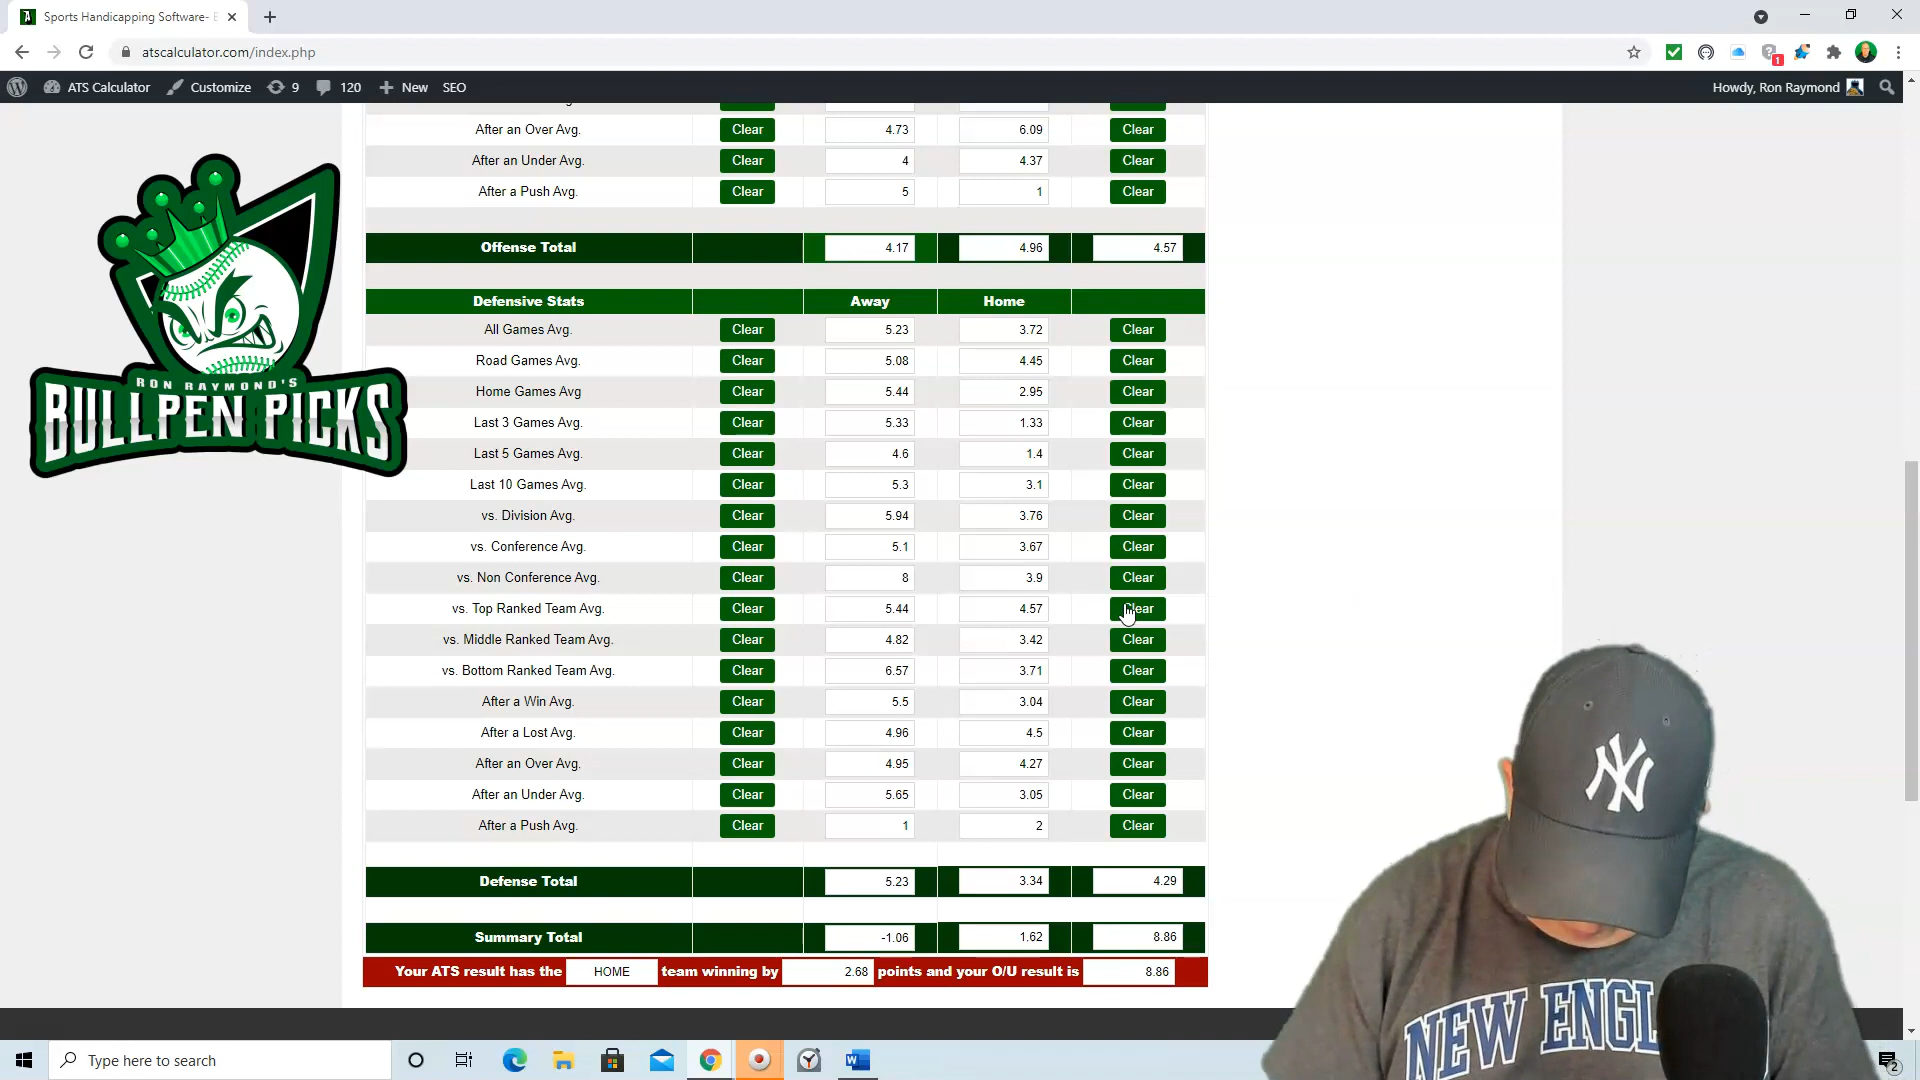 Sports Handicapping Software-
atscalculator.com/index.php
1
ATS Calculator Customize 9 120 New SEO
Howdy, Ron Raymond
After an Over Avg. Clear 4.73 6.09 Clear
After an Under Avg. Clear 4 4.37 Clear
After a Push Avg. Clear 5 1 Clear
Offense Total 4.17 4.96 4.57
Defensive Stats Away Home
All Games Avg. Clear 5.23 3.72 Clear
Road Games Avg. Clear 5.08 4.45 Clear
Home Games Avg Clear 5.44 2.95 Clear
Last 3 Games Avg. Clear 5.33 1.33 Clear
Last 5 Games Avg. Clear 4.6 1.4 Clear
Last 10 Games Avg. Clear 5.3 3.1 Clear
vs. Division Avg. Clear 5.94 3.76 Clear
vs. Conference Avg. Clear 5.1 3.67 Clear
vs. Non Conference Avg. Clear 8 3.9 Clear
vs. Top Ranked Team Avg. Clear 5.44 4.57 Clear
vs. Middle Ranked Team Avg. Clear 4.82 3.42 Clear
vs. Bottom Ranked Team Avg. Clear 6.57 3.71 Clear
After a Win Avg. Clear 5.5 3.04 Clear
After a Lost Avg. Clear 4.96 4.5 Clear
After an Over Avg. Clear 4.95 4.27 Clear
After an Under Avg. Clear 5.65 3.05 Clear
After a Push Avg. Clear 1 2 Clear
Defense Total 5.23 3.34 4.29
Summary Total -1.06 1.62 8.86
Your ATS result has the HOME team winning by 2.68 points and your O/U result is 8.86
RON RAYMOND'S
BULLPEN PICKS
NY
NEW ENGL
Type here to search
2